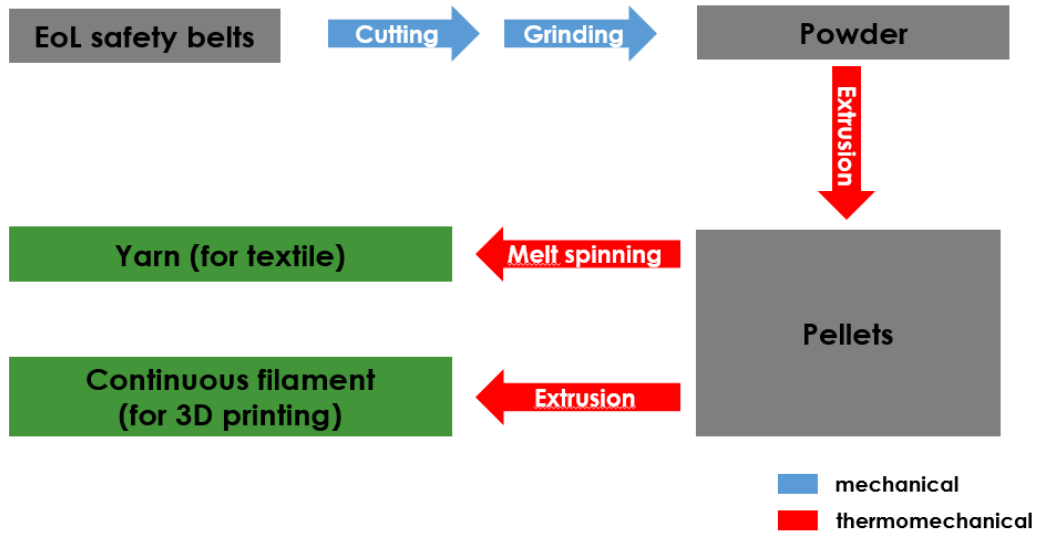 EoL safety belts
Cutting
Grinding
Powder
Extrusion
Yarn (for textile)
Melt spinning
Pellets
Continuous filament
(for 3D printing)
Extrusion
mechanical
thermomechanical